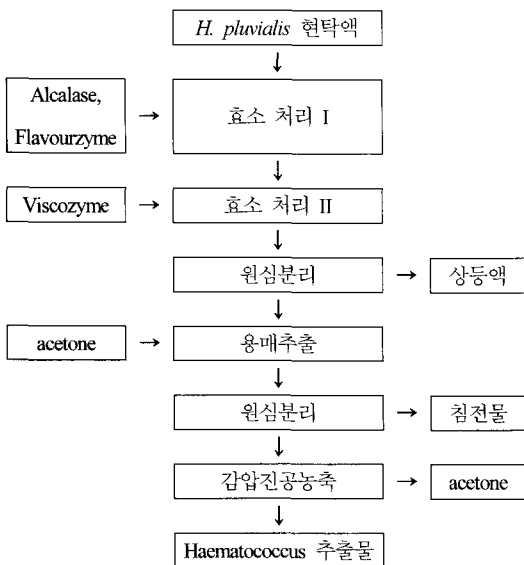 H. pluvialis 현탁액
Alcalase,
Flavourzyme
효소 처리 I
Viscozyme
효소 처리 II
원심분리
상등액
acetone
용매추출
원심분리
침전물
감압진공농축
acetone
Haematococcus 추출물